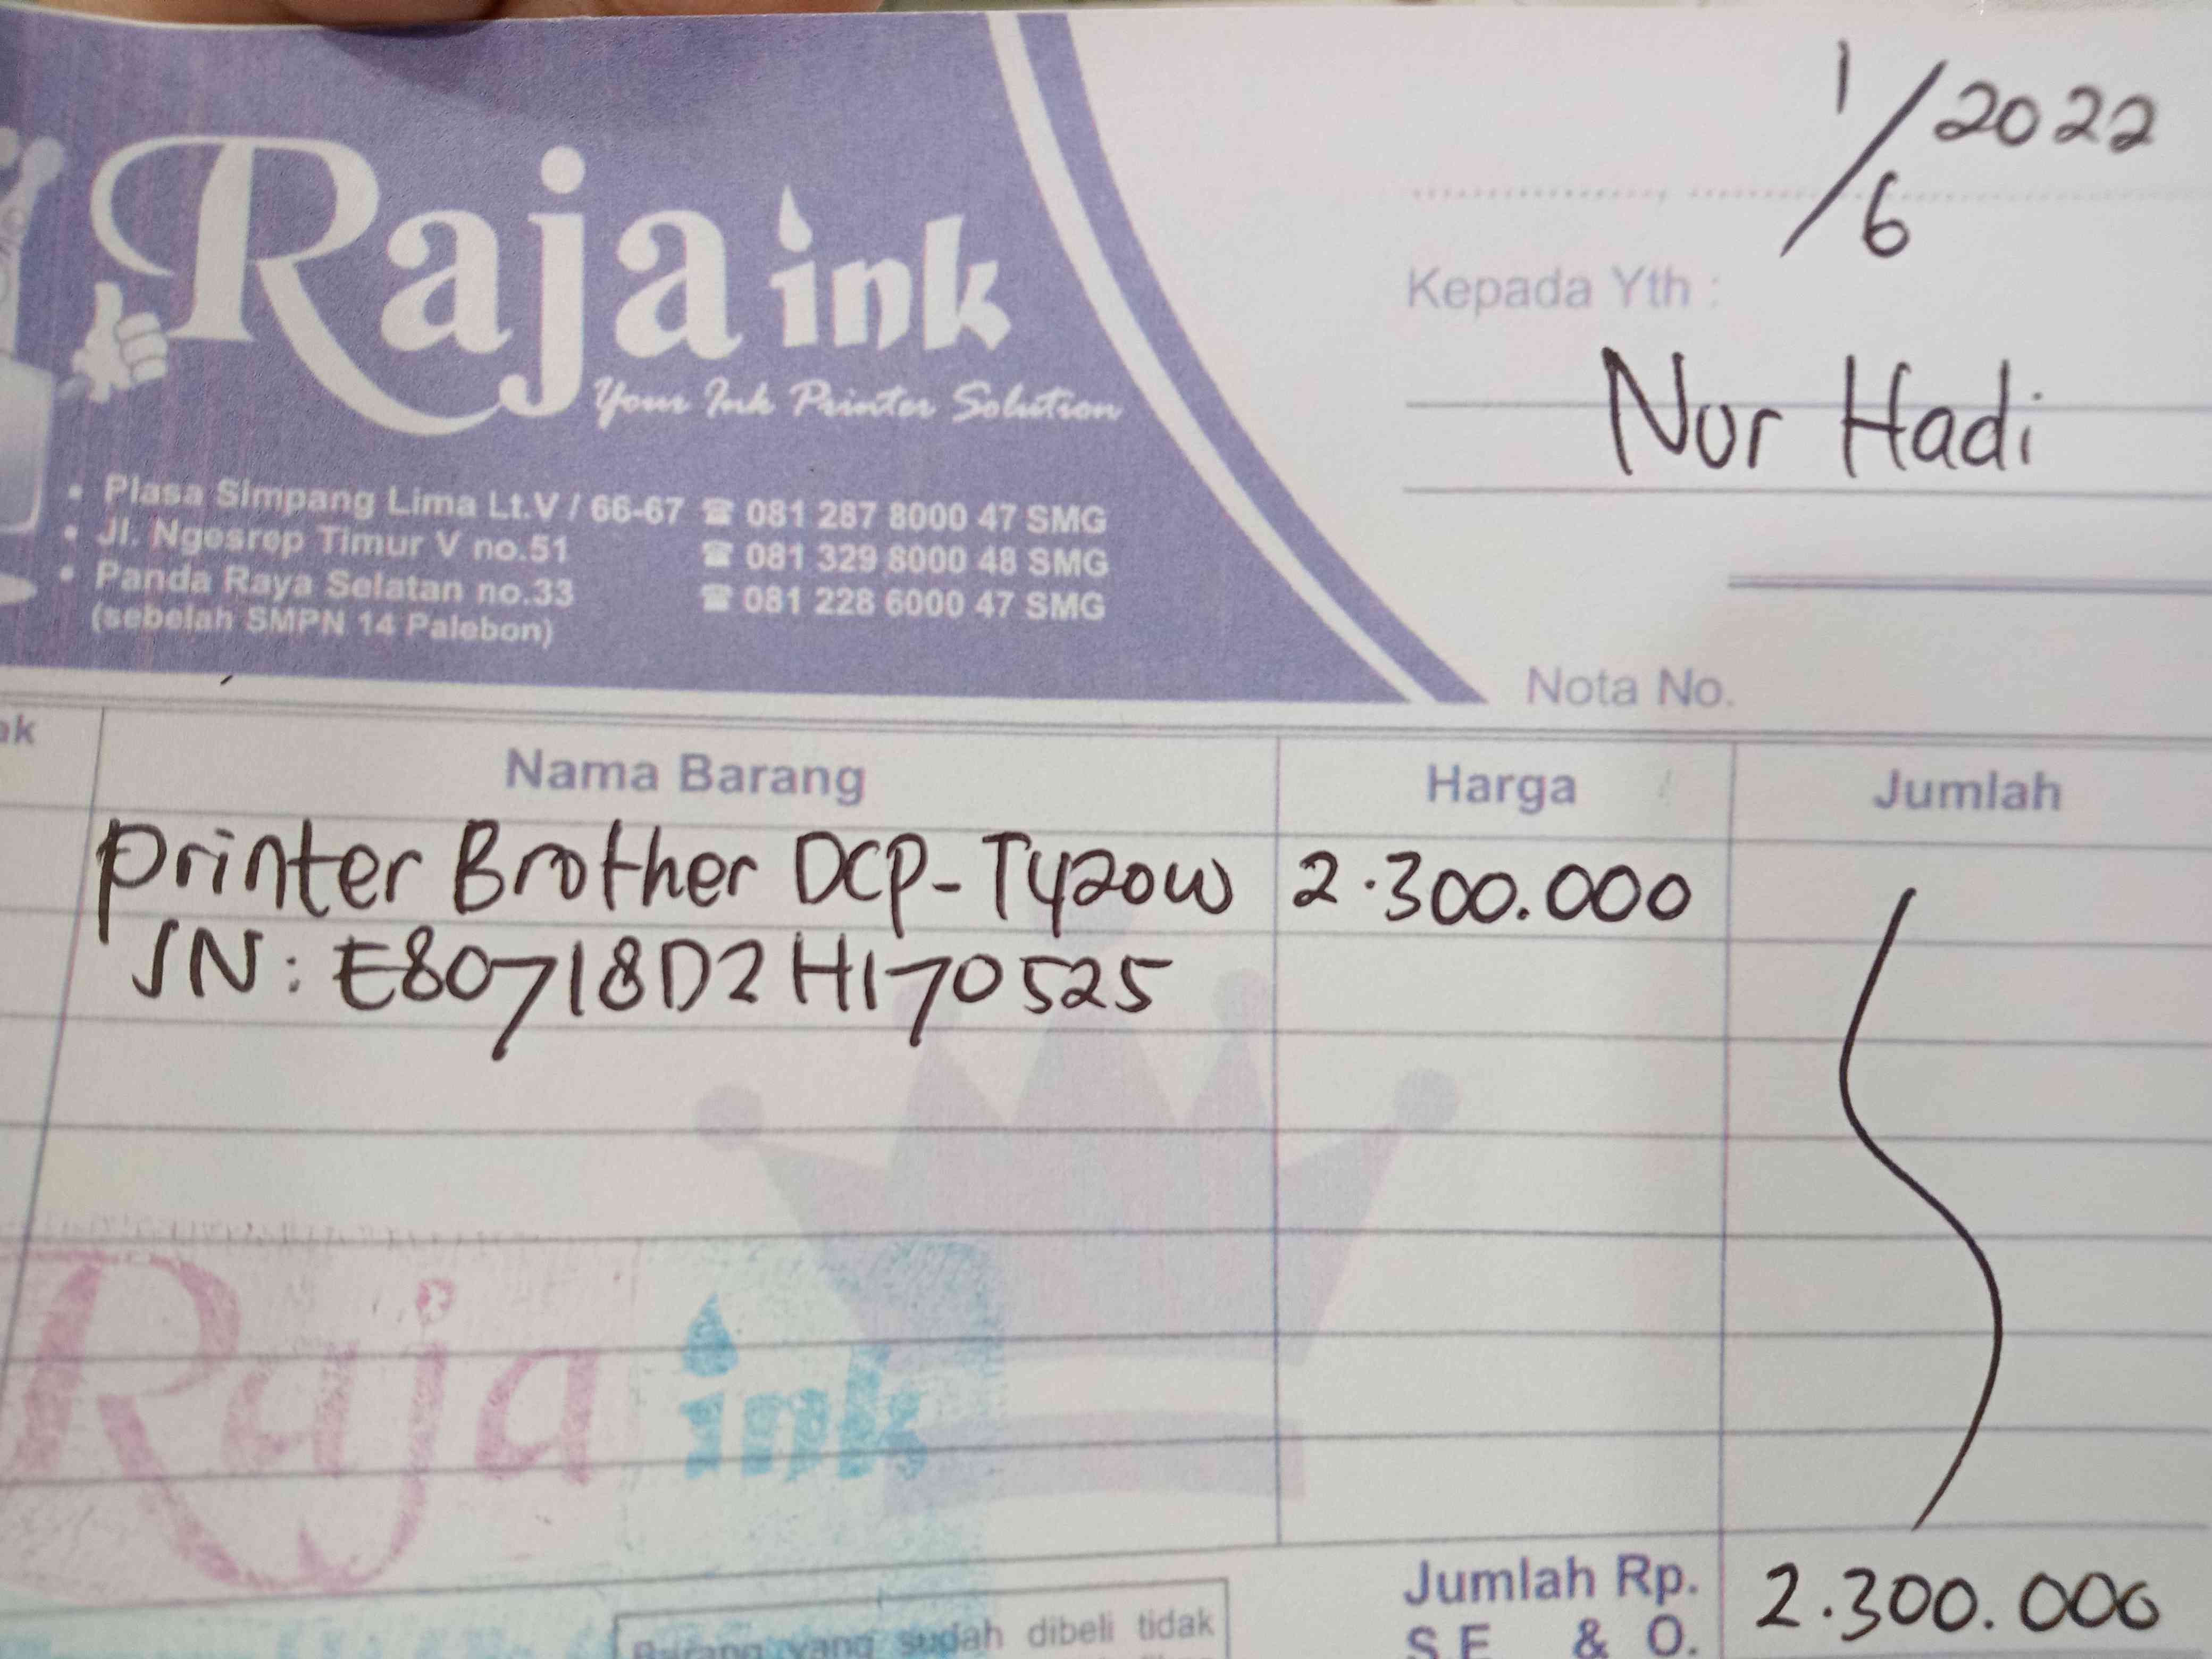 Raja ink
Your Ink Printer Solution
• Plasa Simpang Lima Lt.V / 66-67 ☎ 081 287 8000 47 SMG
• Jl. Ngesrep Timur V no.51 ☎ 081 329 8000 48 SMG
• Panda Raya Selatan no.33 ☎ 081 228 6000 47 SMG
(sebelah SMPN 14 Palebon)
1/6 2022
Kepada Yth :
Nur Hadi
Nota No.
ak Nama Barang Harga Jumlah
Printer Brother DCP-T420W 2.300.000
SN: E80718D2H170525
Raja ink
Jumlah Rp. 2.300.000
S.E & O.
Barang yang sudah dibeli tidak